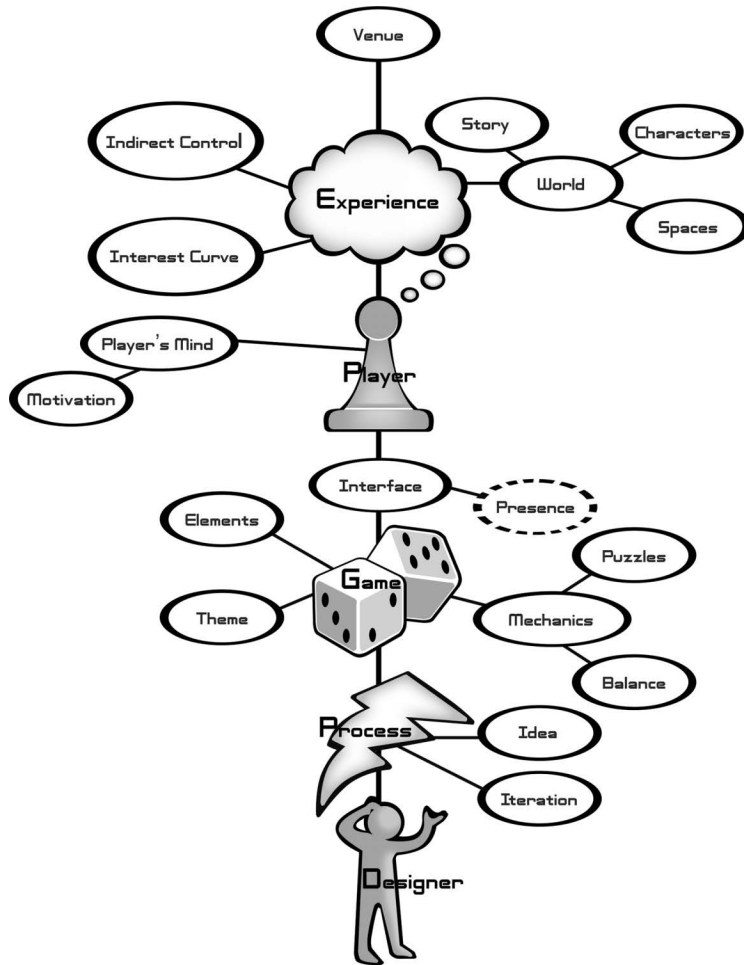 Venue
Story
Characters
Indirect Control
World
Experience
Spaces
Interest Curve
Player's Mind
Player
Motivation
Interface
Presence
Elements
Puzzles
Game
Theme
Mechanics
Balance
Process
Idea
Iteration
Designer